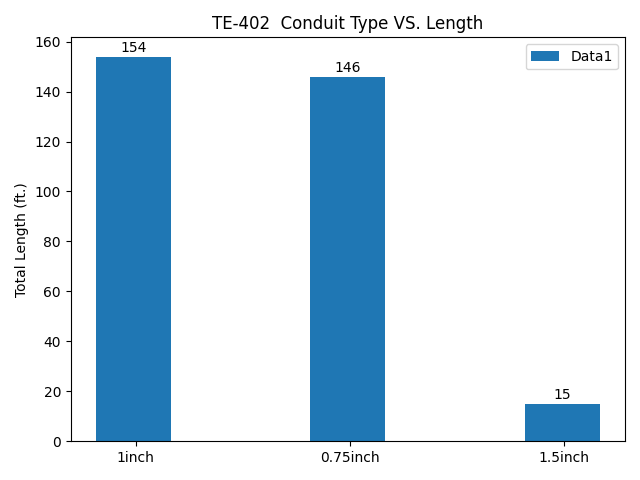 TE-402  Conduit Type VS. Length
Total Length (ft.)
160
140
120
100
80
60
40
20
0
154
146
15
Data1
1inch
0.75inch
1.5inch